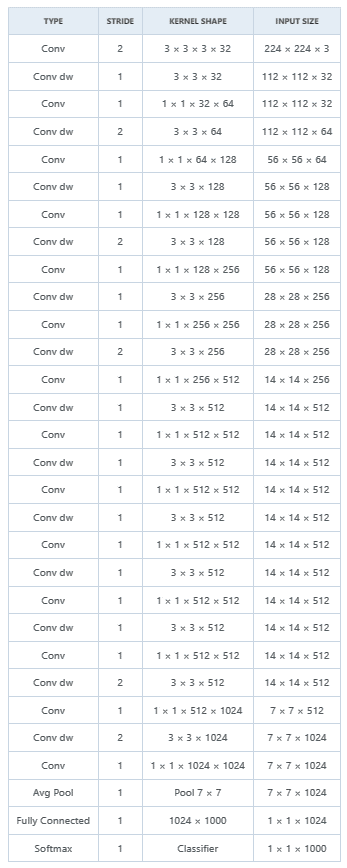 TYPE STRIDE KERNEL SHAPE INPUT SIZE
Conv 2 3 × 3 × 3 × 32 224 × 224 × 3
Conv dw 1 3 × 3 × 32 112 × 112 × 32
Conv 1 1 × 1 × 32 × 64 112 × 112 × 32
Conv dw 2 3 × 3 × 64 112 × 112 × 64
Conv 1 1 × 1 × 64 × 128 56 × 56 × 64
Conv dw 1 3 × 3 × 128 56 × 56 × 128
Conv 1 1 × 1 × 128 × 128 56 × 56 × 128
Conv dw 2 3 × 3 × 128 56 × 56 × 128
Conv 1 1 × 1 × 128 × 256 56 × 56 × 128
Conv dw 1 3 × 3 × 256 28 × 28 × 256
Conv 1 1 × 1 × 256 × 256 28 × 28 × 256
Conv dw 2 3 × 3 × 256 28 × 28 × 256
Conv 1 1 × 1 × 256 × 512 14 × 14 × 256
Conv dw 1 3 × 3 × 512 14 × 14 × 512
Conv 1 1 × 1 × 512 × 512 14 × 14 × 512
Conv dw 1 3 × 3 × 512 14 × 14 × 512
Conv 1 1 × 1 × 512 × 512 14 × 14 × 512
Conv dw 1 3 × 3 × 512 14 × 14 × 512
Conv 1 1 × 1 × 512 × 512 14 × 14 × 512
Conv dw 1 3 × 3 × 512 14 × 14 × 512
Conv 1 1 × 1 × 512 × 512 14 × 14 × 512
Conv dw 1 3 × 3 × 512 14 × 14 × 512
Conv 1 1 × 1 × 512 × 512 14 × 14 × 512
Conv dw 2 3 × 3 × 512 14 × 14 × 512
Conv 1 1 × 1 × 512 × 1024 7 × 7 × 512
Conv dw 2 3 × 3 × 1024 7 × 7 × 1024
Conv 1 1 × 1 × 1024 × 1024 7 × 7 × 1024
Avg Pool 1 Pool 7 × 7 7 × 7 × 1024
Fully Connected 1 1024 × 1000 1 × 1 × 1024
Softmax 1 Classifier 1 × 1 × 1000